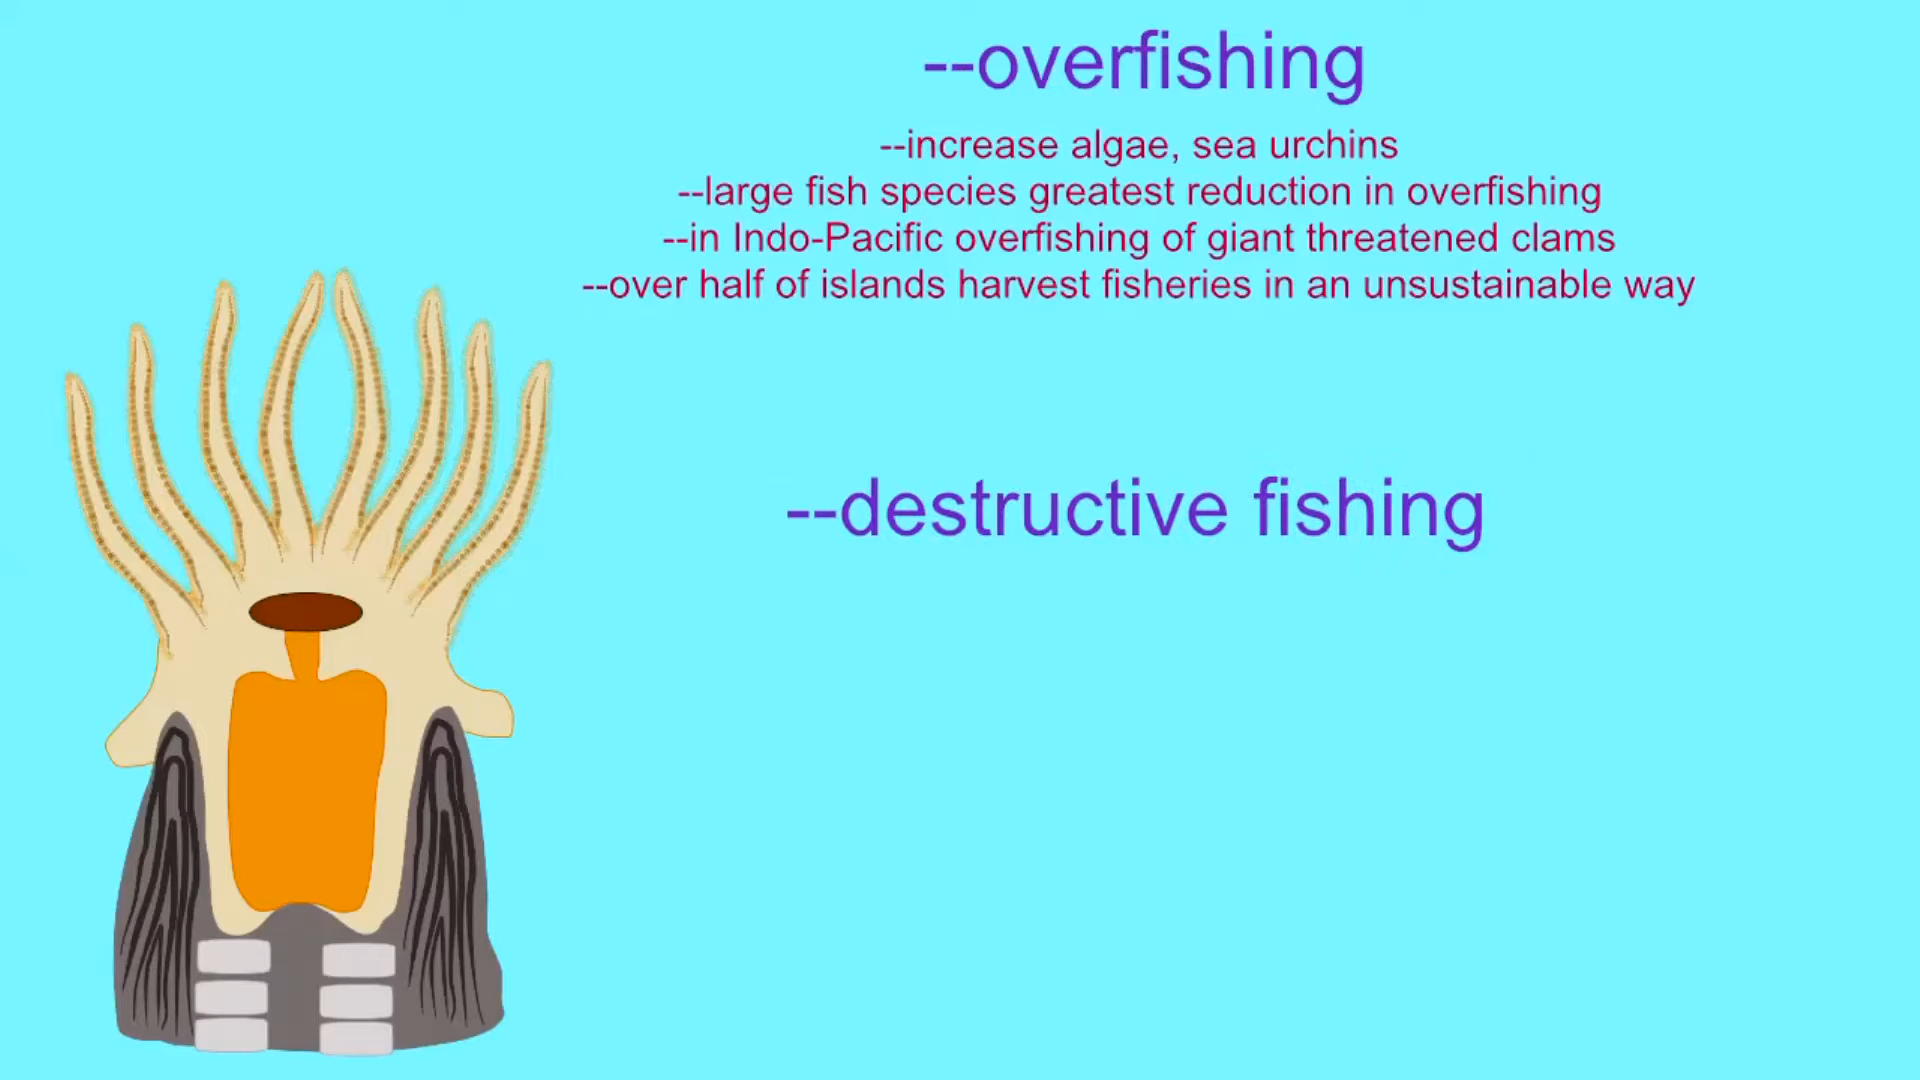 --overfishing
--increase algae, sea urchins
--large fish species greatest reduction in overfishing
--in Indo-Pacific overfishing of giant threatened clams
--over half of islands harvest fisheries in an unsustainable way
--destructive fishing